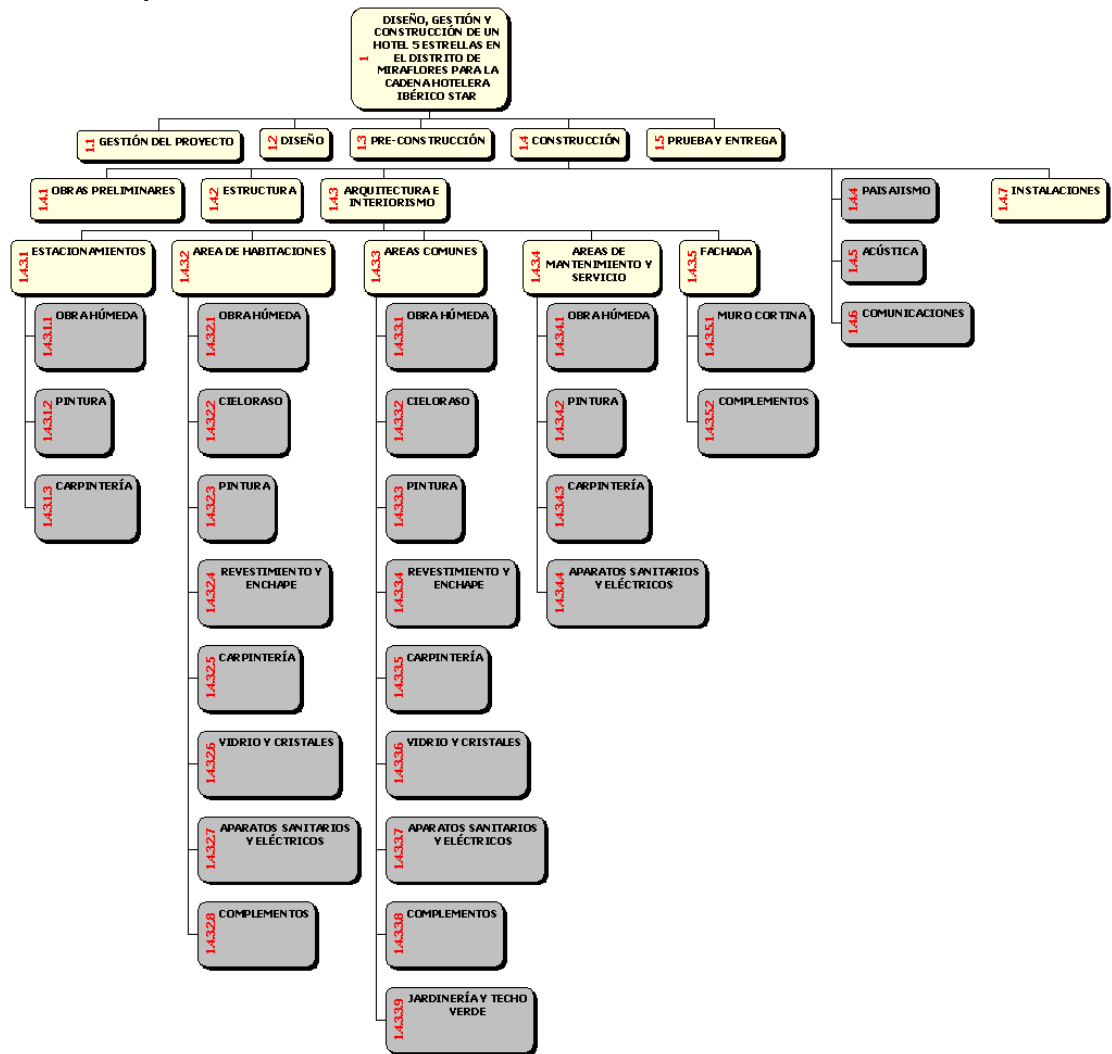 1
DISEÑO, GESTIÓN Y
CONSTRUCCIÓN DE UN
HOTEL 5 ESTRELLAS EN
EL DISTRITO DE
MIRAFLORES PARA LA
CADENA HOTELERA
IBÉRICO STAR
1.1 GESTIÓN DEL PROYECTO
1.2 DISEÑO
1.3 PRE-CONSTRUCCIÓN
1.4 CONSTRUCCIÓN
1.5 PRUEBA Y ENTREGA
1.4.1 OBRAS PRELIMINARES
1.4.2 ESTRUCTURA
1.4.3 ARQUITECTURA E
INTERIORISMO
1.4.4 PAISAJISMO
1.4.7 INSTALACIONES
1.4.5 ACÚSTICA
1.4.6 COMUNICACIONES
1.4.3.1 ESTACIONAMIENTOS
1.4.3.1.1 OBRA HÚMEDA
1.4.3.1.2 PINTURA
1.4.3.1.3 CARPINTERÍA
1.4.3.2 AREA DE HABITACIONES
1.4.3.2.1 OBRA HÚMEDA
1.4.3.2.2 CIELORASO
1.4.3.2.3 PINTURA
1.4.3.2.4 REVESTIMIENTO Y
ENCHAPE
1.4.3.2.5 CARPINTERÍA
1.4.3.2.6 VIDRIO Y CRISTALES
1.4.3.2.7 APARATOS SANITARIOS
Y ELÉCTRICOS
1.4.3.2.8 COMPLEMENTOS
1.4.3.3 AREAS COMUNES
1.4.3.3.1 OBRA HÚMEDA
1.4.3.3.2 CIELORASO
1.4.3.3.3 PINTURA
1.4.3.3.4 REVESTIMIENTO Y
ENCHAPE
1.4.3.3.5 CARPINTERÍA
1.4.3.3.6 VIDRIO Y CRISTALES
1.4.3.3.7 APARATOS SANITARIOS
Y ELÉCTRICOS
1.4.3.3.8 COMPLEMENTOS
1.4.3.3.9 JARDINERÍA Y TECHO
VERDE
1.4.3.4 AREAS DE
MANTENIMIENTO Y
SERVICIO
1.4.3.4.1 OBRA HÚMEDA
1.4.3.4.2 PINTURA
1.4.3.4.3 CARPINTERÍA
1.4.3.4.4 APARATOS SANITARIOS
Y ELÉCTRICOS
1.4.3.5 FACHADA
1.4.3.5.1 MURO CORTINA
1.4.3.5.2 COMPLEMENTOS